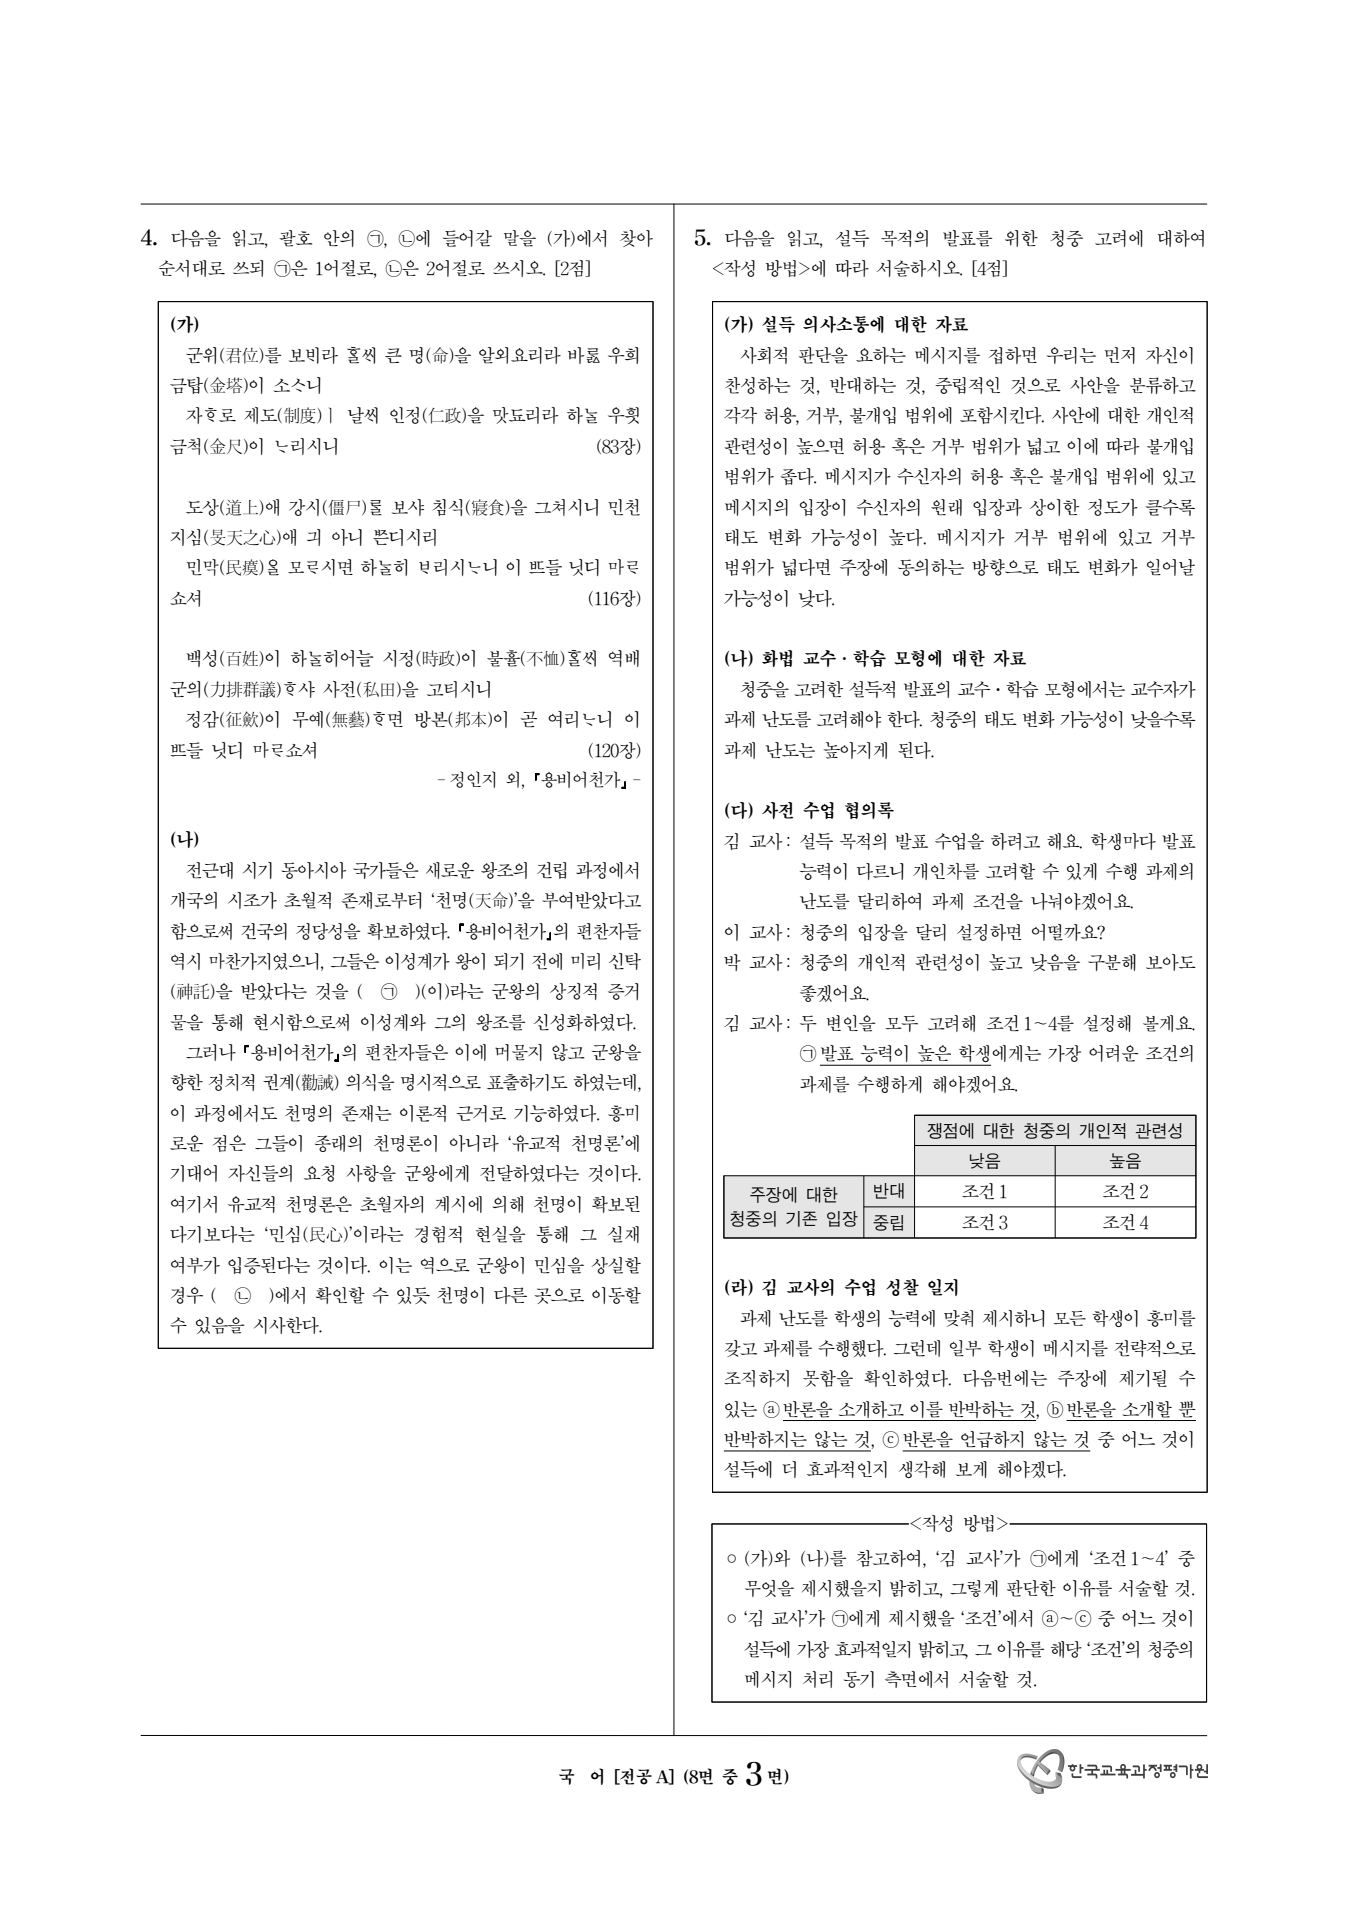 4. 다음을 읽고, 괄호 안의 ㉠, ㉡에 들어갈 말을 (가)에서 찾아
순서대로 쓰되 ㉠은 1어절로, ㉡은 2어절로 쓰시오. [2점]
(가)
군위(君位)를 보ᄇᆡ라 ᄒᆞᆯᄊᆡ 큰 명(命)을 알외요리라 바ᄅᆞᆳ 우희
금탑(金塔)이 소ᄉᆞ니
자ᄒᆞ로 제도(制度)ㅣ 날ᄊᆡ 인정(仁政)을 맛됴리라 하ᄂᆞᆯ 우흿
금척(金尺)이 ᄂᆞ리시니 (83장)
도상(道上)애 강시(僵尸)ᄅᆞᆯ 보샤 침식(寢食)을 그쳐시니 민천
지심(旻天之心)애 긔 아니 ᄠᅳᆮ디시리
민막(民瘼)ᄋᆞᆯ 모ᄅᆞ시면 하ᄂᆞᆯ히 ᄇᆞ리시ᄂᆞ니 이 ᄠᅳ들 닛디 마ᄅᆞ
쇼셔 (116장)
백성(百姓)이 하ᄂᆞᆯ히어늘 시정(時政)이 불휼(不恤)ᄒᆞᆯᄊᆡ 역배
군의(力排群議)ᄒᆞ샤 사전(私田)을 고티시니
정감(征歛)이 무예(無藝)ᄒᆞ면 방본(邦本)이 곧 여리ᄂᆞ니 이
ᄠᅳ들 닛디 마ᄅᆞ쇼셔 (120장)
- 정인지 외, 『용비어천가』 -
(나)
전근대 시기 동아시아 국가들은 새로운 왕조의 건립 과정에서
개국의 시조가 초월적 존재로부터 ‘천명(天命)’을 부여받았다고
함으로써 건국의 정당성을 확보하였다. 『용비어천가』의 편찬자들
역시 마찬가지였으니, 그들은 이성계가 왕이 되기 전에 미리 신탁
(神託)을 받았다는 것을 ( ㉠ )(이)라는 군왕의 상징적 증거
물을 통해 현시함으로써 이성계와 그의 왕조를 신성화하였다.
그러나 『용비어천가』의 편찬자들은 이에 머물지 않고 군왕을
향한 정치적 권계(勸誡) 의식을 명시적으로 표출하기도 하였는데,
이 과정에서도 천명의 존재는 이론적 근거로 기능하였다. 흥미
로운 점은 그들이 종래의 천명론이 아니라 ‘유교적 천명론’에
기대어 자신들의 요청 사항을 군왕에게 전달하였다는 것이다.
여기서 유교적 천명론은 초월자의 계시에 의해 천명이 확보된
다기보다는 ‘민심(民心)’이라는 경험적 현실을 통해 그 실재
여부가 입증된다는 것이다. 이는 역으로 군왕이 민심을 상실할
경우 ( ㉡ )에서 확인할 수 있듯 천명이 다른 곳으로 이동할
수 있음을 시사한다.
5. 다음을 읽고, 설득 목적의 발표를 위한 청중 고려에 대하여
<작성 방법>에 따라 서술하시오. [4점]
(가) 설득 의사소통에 대한 자료
사회적 판단을 요하는 메시지를 접하면 우리는 먼저 자신이
찬성하는 것, 반대하는 것, 중립적인 것으로 사안을 분류하고
각각 허용, 거부, 불개입 범위에 포함시킨다. 사안에 대한 개인적
관련성이 높으면 허용 혹은 거부 범위가 넓고 이에 따라 불개입
범위가 좁다. 메시지가 수신자의 허용 혹은 불개입 범위에 있고
메시지의 입장이 수신자의 원래 입장과 상이한 정도가 클수록
태도 변화 가능성이 높다. 메시지가 거부 범위에 있고 거부
범위가 넓다면 주장에 동의하는 방향으로 태도 변화가 일어날
가능성이 낮다.
(나) 화법 교수·학습 모형에 대한 자료
청중을 고려한 설득적 발표의 교수·학습 모형에서는 교수자가
과제 난도를 고려해야 한다. 청중의 태도 변화 가능성이 낮을수록
과제 난도는 높아지게 된다.
(다) 사전 수업 협의록
김 교사 : 설득 목적의 발표 수업을 하려고 해요. 학생마다 발표
능력이 다르니 개인차를 고려할 수 있게 수행 과제의
난도를 달리하여 과제 조건을 나눠야겠어요.
이 교사 : 청중의 입장을 달리 설정하면 어떨까요?
박 교사 : 청중의 개인적 관련성이 높고 낮음을 구분해 보아도
좋겠어요.
김 교사 : 두 변인을 모두 고려해 조건 1~4를 설정해 볼게요.
㉠발표 능력이 높은 학생에게는 가장 어려운 조건의
과제를 수행하게 해야겠어요.
쟁점에 대한 청중의 개인적 관련성
낮음 높음
주장에 대한 청중의 기존 입장
반대 조건 1 조건 2
중립 조건 3 조건 4
(라) 김 교사의 수업 성찰 일지
과제 난도를 학생의 능력에 맞춰 제시하니 모든 학생이 흥미를
갖고 과제를 수행했다. 그런데 일부 학생이 메시지를 전략적으로
조직하지 못함을 확인하였다. 다음번에는 주장에 제기될 수
있는 ⓐ반론을 소개하고 이를 반박하는 것, ⓑ반론을 소개할 뿐
반박하지는 않는 것, ⓒ반론을 언급하지 않는 것 중 어느 것이
설득에 더 효과적인지 생각해 보게 해야겠다.
<작성 방법>
○ (가)와 (나)를 참고하여, ‘김 교사’가 ㉠에게 ‘조건 1~4’ 중
무엇을 제시했을지 밝히고, 그렇게 판단한 이유를 서술할 것.
○ ‘김 교사’가 ㉠에게 제시했을 ‘조건’에서 ⓐ~ⓒ 중 어느 것이
설득에 가장 효과적일지 밝히고, 그 이유를 해당 ‘조건’의 청중의
메시지 처리 동기 측면에서 서술할 것.
국 어 [전공 A] (8면 중 3 면)
한국교육과정평가원